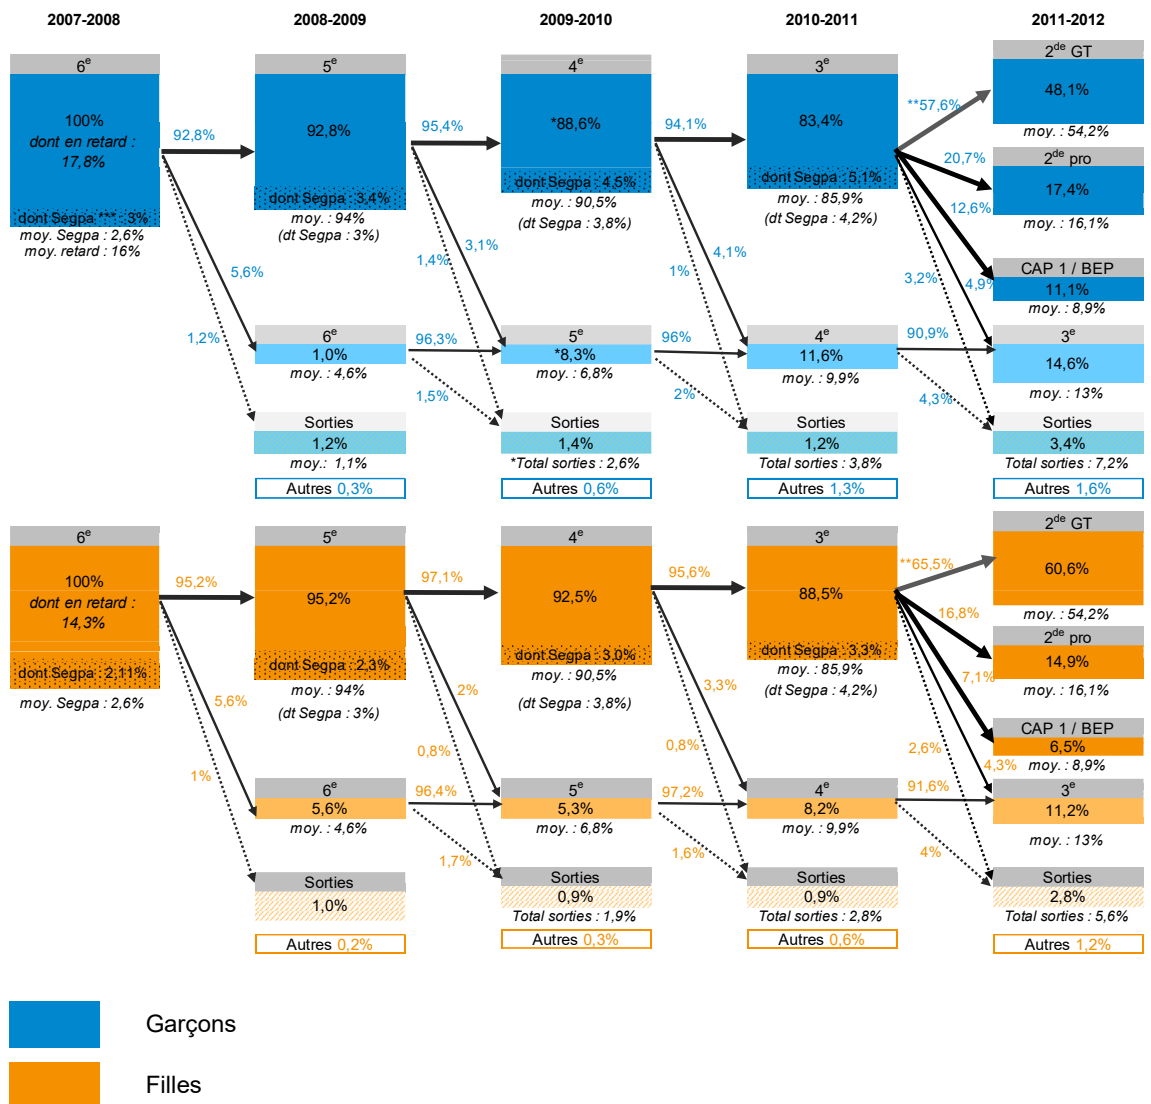 2007-2008 2008-2009 2009-2010 2010-2011 2011-2012
6e 5e 4e 3e 2de GT
100%
dont en retard :
17,8%
dont Segpa *** : 3%
moy. Segpa : 2,6%
moy. retard : 16%
92,8%
5,6%
1,2%
92,8%
dont Segpa : 3,4%
moy. : 94%
(dt Segpa : 3%)
95,4%
3,1%
1,4%
*88,6%
dont Segpa : 4,5%
moy. : 90,5%
(dt Segpa : 3,8%)
94,1%
4,1%
1%
83,4%
dont Segpa : 5,1%
moy. : 85,9%
(dt Segpa : 4,2%)
**57,6%
20,7%
12,6%
4,9%
3,2%
48,1%
moy. : 54,2%
2de pro
17,4%
moy. : 16,1%
CAP 1 / BEP
11,1%
moy. : 8,9%
6e
1,0%
moy. : 4,6%
96,3%
1,5%
5e
*8,3%
moy. : 6,8%
96%
2%
4e
11,6%
moy. : 9,9%
90,9%
4,3%
3e
14,6%
moy. : 13%
Sorties
1,2%
moy.: 1,1%
Autres 0,3%
Sorties
1,4%
*Total sorties : 2,6%
Autres 0,6%
Sorties
1,2%
Total sorties : 3,8%
Autres 1,3%
Sorties
3,4%
Total sorties : 7,2%
Autres 1,6%
6e 5e 4e 3e 2de GT
100%
dont en retard :
14,3%
dont Segpa : 2,11%
moy. Segpa : 2,6%
95,2%
5,6%
1%
95,2%
dont Segpa : 2,3%
moy. : 94%
(dt Segpa : 3%)
97,1%
2%
0,8%
92,5%
dont Segpa : 3,0%
moy. : 90,5%
(dt Segpa : 3,8%)
95,6%
3,3%
0,8%
88,5%
dont Segpa : 3,3%
moy. : 85,9%
(dt Segpa : 4,2%)
**65,5%
16,8%
7,1%
4,3%
2,6%
60,6%
moy. : 54,2%
2de pro
14,9%
moy. : 16,1%
CAP 1 / BEP
6,5%
moy. : 8,9%
6e
5,6%
moy. : 4,6%
96,4%
1,7%
5e
5,3%
moy. : 6,8%
97,2%
1,6%
4e
8,2%
moy. : 9,9%
91,6%
4%
3e
11,2%
moy. : 13%
Sorties
1,0%
Autres 0,2%
Sorties
0,9%
Total sorties : 1,9%
Autres 0,3%
Sorties
0,9%
Total sorties : 2,8%
Autres 0,6%
Sorties
2,8%
Total sorties : 5,6%
Autres 1,2%
Garçons
Filles